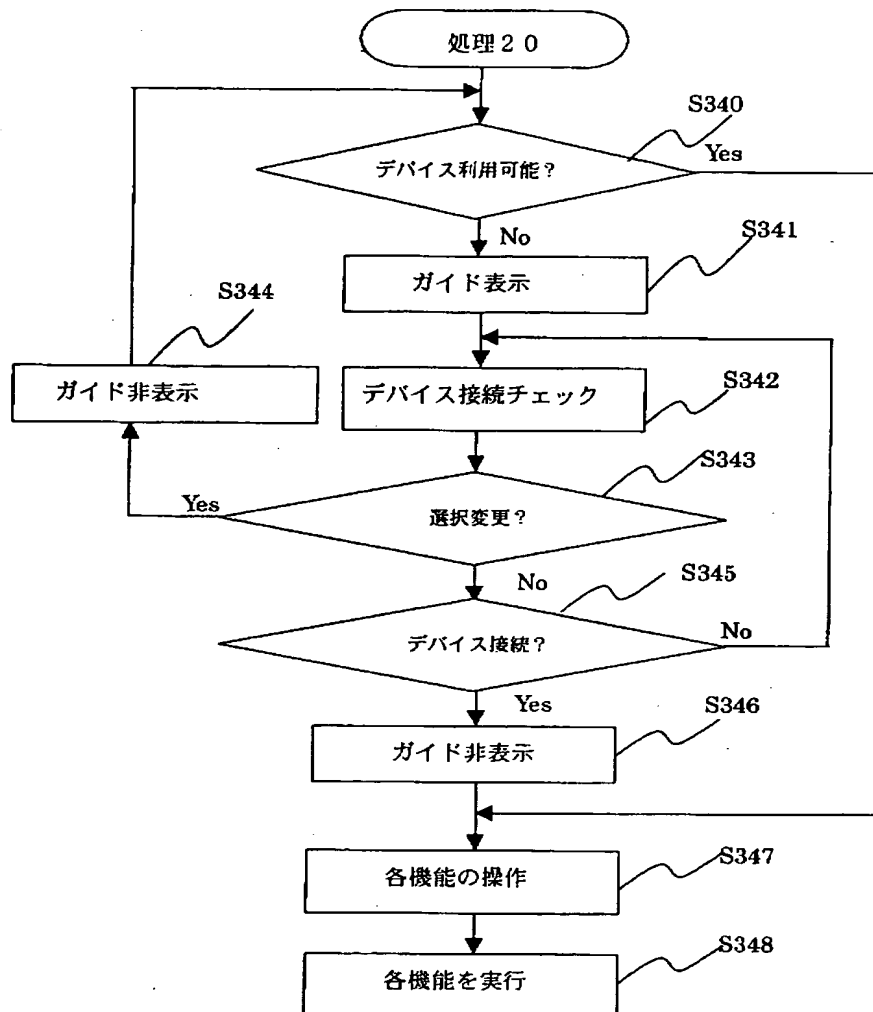 処理20
S340
デバイス利用可能?
Yes
No
S341
ガイド表示
S344
ガイド非表示
S342
デバイス接続チェック
S343
Yes
選択変更?
No
S345
デバイス接続?
No
Yes
S346
ガイド非表示
S347
各機能の操作
S348
各機能を実行